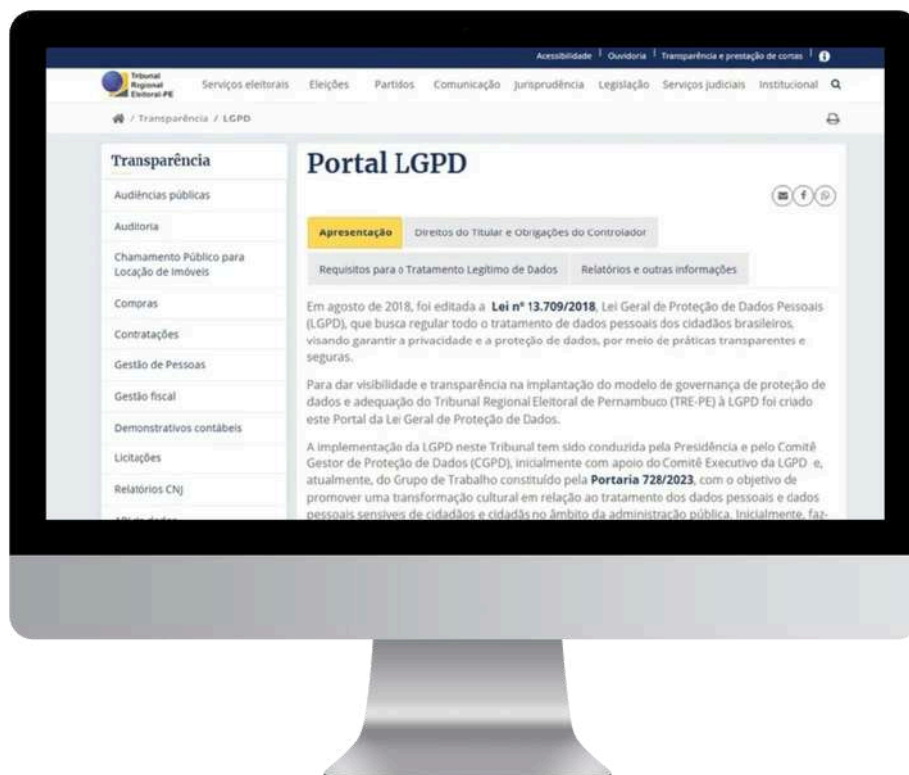 Acessibilidade | Ouvidoria | Transparência e prestação de contas |
Tribunal
Regional
Eleitoral-PE
Serviços eleitorais Eleições Partidos Comunicação Jurisprudência Legislação Serviços judiciais Institucional
/ Transparência / LGPD
Transparência
Audiências públicas
Auditoria
Chamamento Público para
Locação de Imóveis
Compras
Contratações
Gestão de Pessoas
Gestão fiscal
Demonstrativos contábeis
Licitações
Relatórios CNJ
Portal LGPD
Apresentação
Direitos do Titular e Obrigações do Controlador
Requisitos para o Tratamento Legítimo de Dados
Relatórios e outras informações
Em agosto de 2018, foi editada a Lei nº 13.709/2018, Lei Geral de Proteção de Dados Pessoais
(LGPD), que busca regular todo o tratamento de dados pessoais dos cidadãos brasileiros,
visando garantir a privacidade e a proteção de dados, por meio de práticas transparentes e
seguras.
Para dar visibilidade e transparência na implantação do modelo de governança de proteção de
dados e adequação do Tribunal Regional Eleitoral de Pernambuco (TRE-PE) à LGPD foi criado
este Portal da Lei Geral de Proteção de Dados.
A implementação da LGPD neste Tribunal tem sido conduzida pela Presidência e pelo Comitê
Gestor de Proteção de Dados (CGPD), inicialmente com apoio do Comitê Executivo da LGPD e,
atualmente, do Grupo de Trabalho constituído pela Portaria 728/2023, com o objetivo de
promover uma transformação cultural em relação ao tratamento dos dados pessoais e dados
pessoais sensíveis de cidadãos e cidadãs no âmbito da administração pública. Inicialmente, faz-